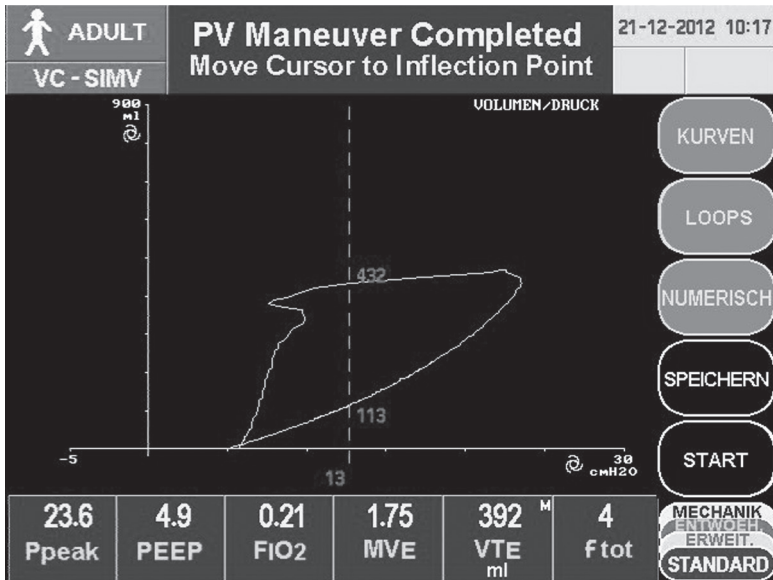 ADULT
PV Maneuver Completed
21-12-2012 10:17
VC - SIMV
Move Cursor to Inflection Point
900
ml
VOLUMEN/DRUCK
KURVEN
LOOPS
432
NUMERISCH
SPEICHERN
113
-5
30
cmH2O
START
13
23.6
4.9
0.21
1.75
392 M
4
Ppeak
PEEP
FIO2
MVE
VTE
ml
f tot
MECHANIK
ENTWOEH.
ERWEIT.
STANDARD